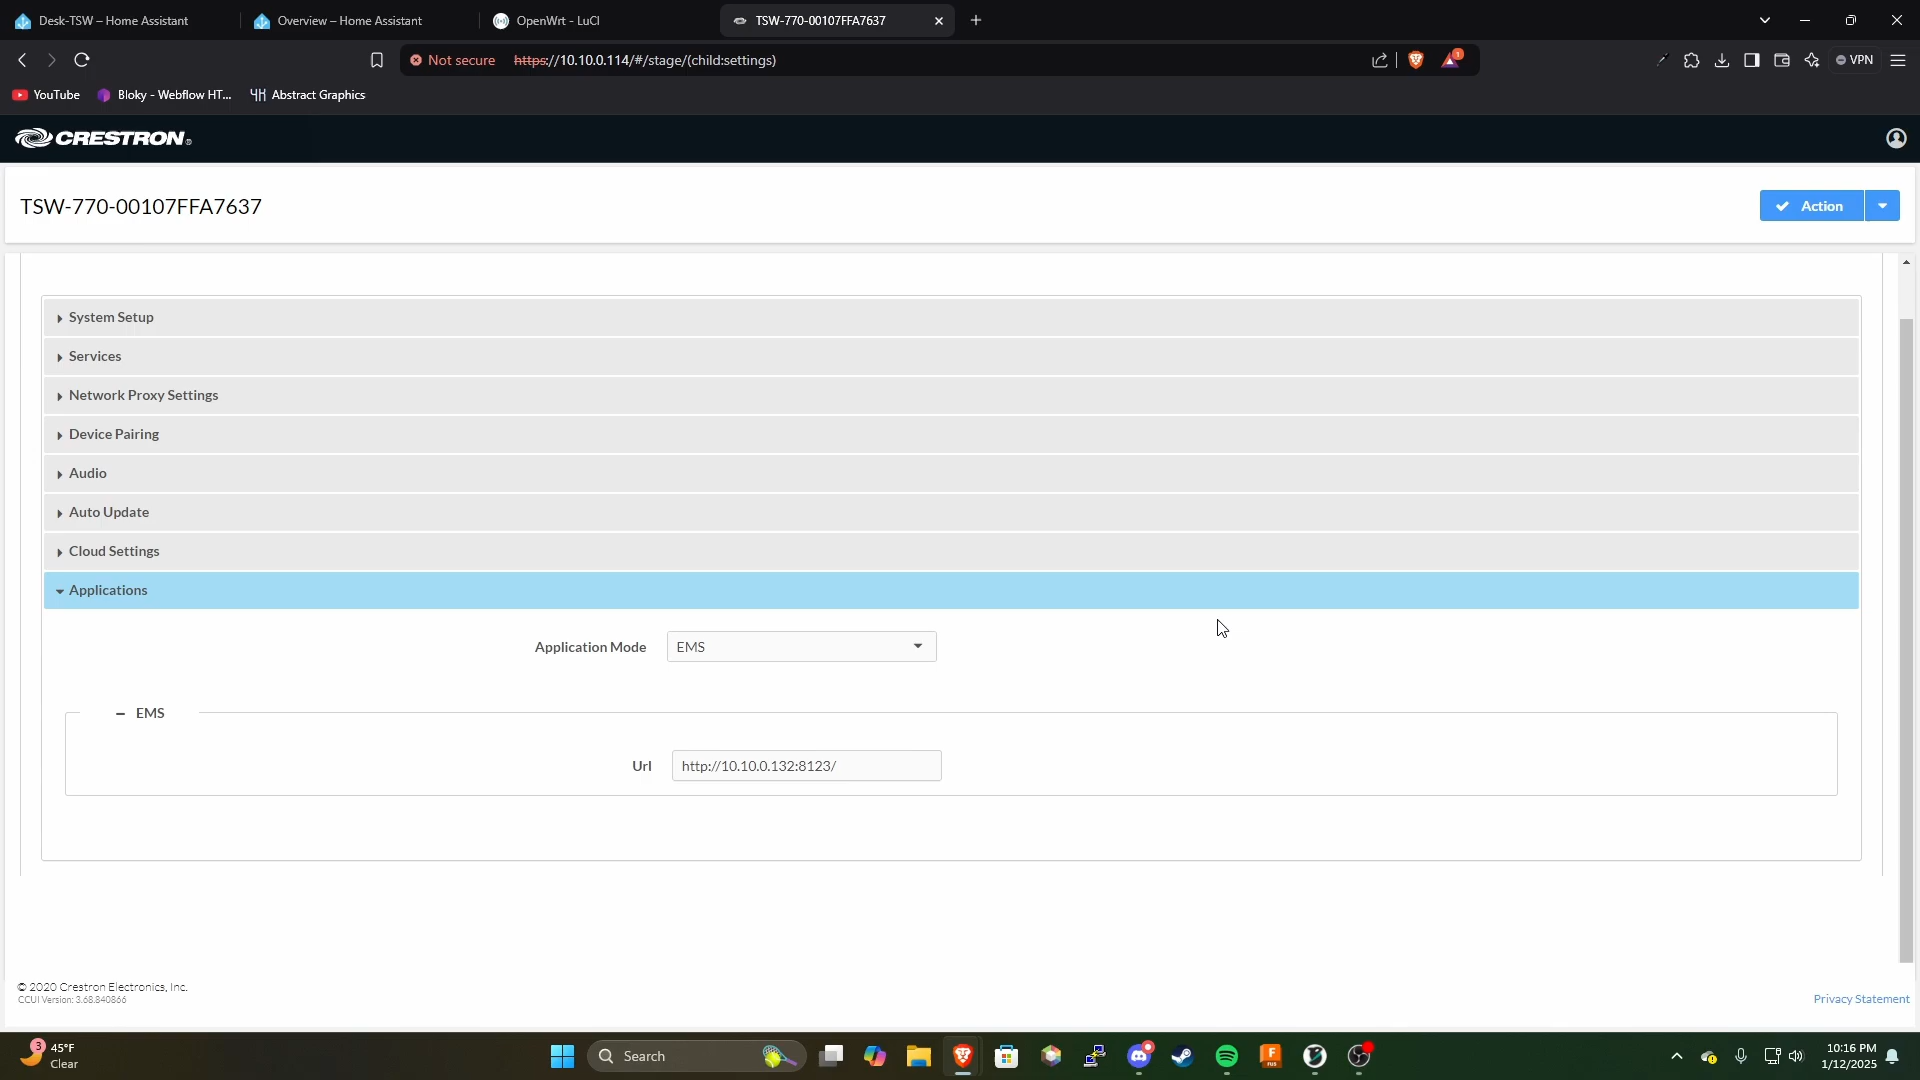 Desk-TSW – Home Assistant
Overview – Home Assistant
OpenWrt - LuCI
TSW-770-00107FFA7637
Not secure
https://10.10.0.114/#/stage/(child:settings)
1
VPN
YouTube
Bloky - Webflow HT...
Abstract Graphics
CRESTRON®
TSW-770-00107FFA7637
Action
System Setup
Services
Network Proxy Settings
Device Pairing
Audio
Auto Update
Cloud Settings
Applications
Application Mode
EMS
EMS
Url
http://10.10.0.132:8123/
© 2020 Crestron Electronics, Inc.
CCUI Version: 3.68.840866
Privacy Statement
3
45°F
Clear
Search
10:16 PM
1/12/2025